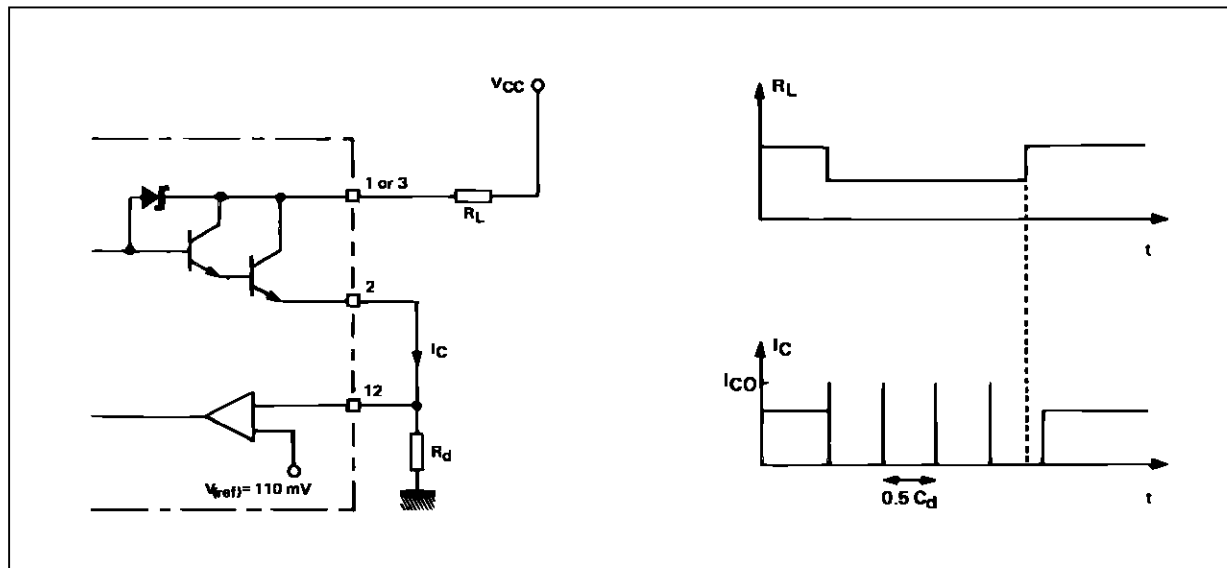 VCC
1 or 3
RL
2
IC
12
Rd
V(ref) = 110 mV
RL
t
IC
ICO
0.5 Cd
t